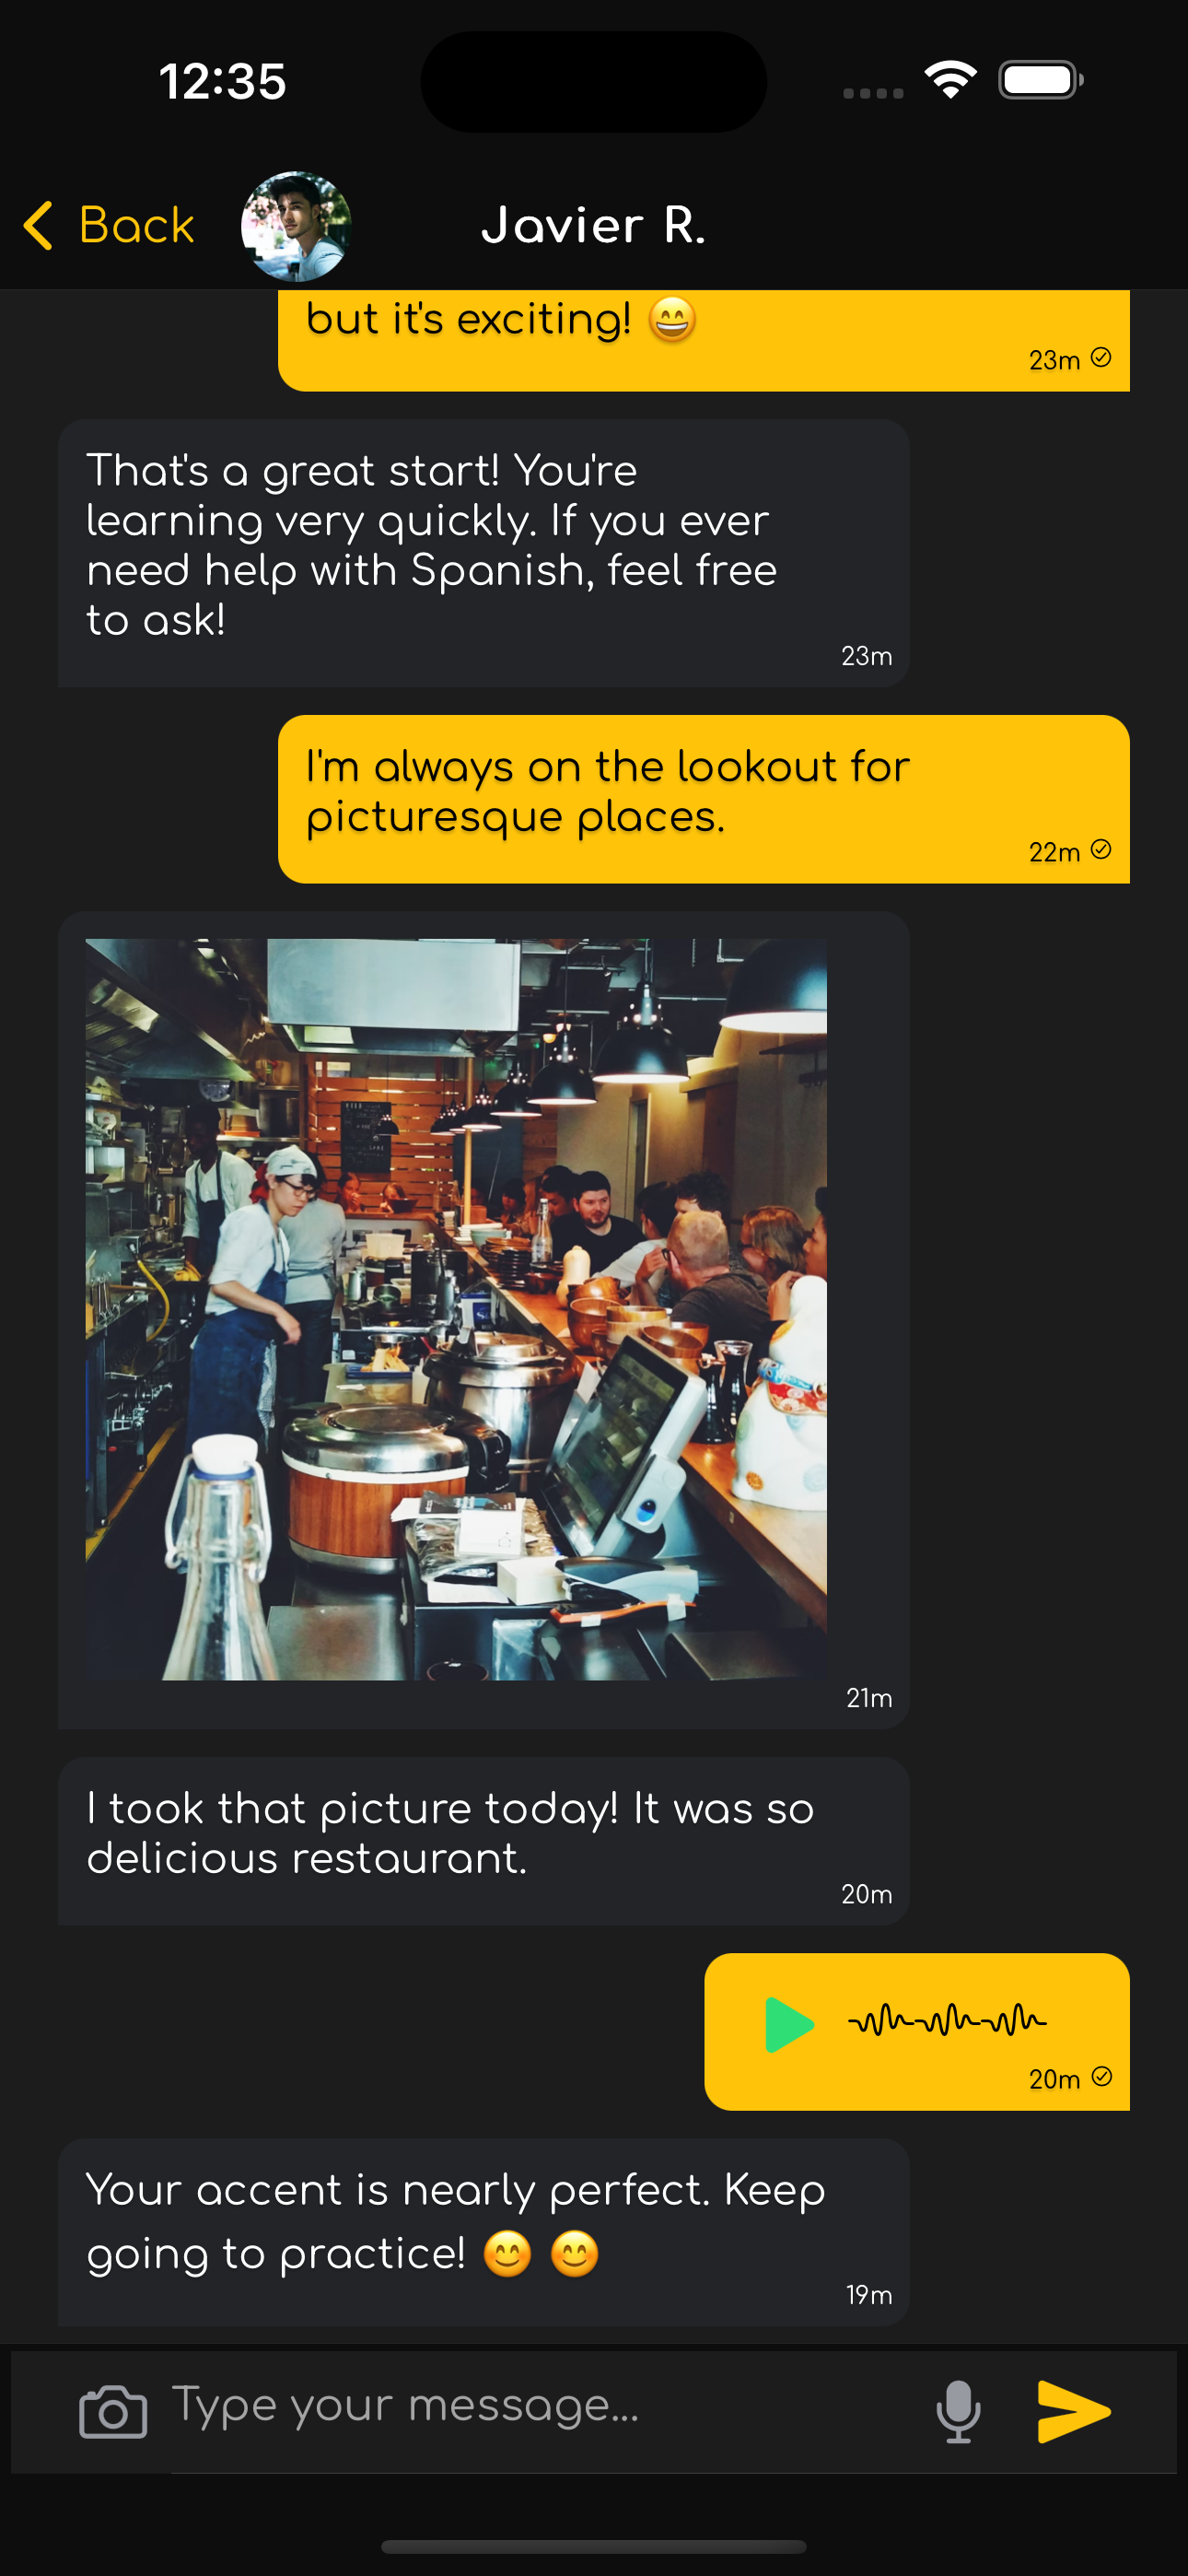 12:35
Back
Javier R.
but it's exciting! 😄
23m
That's a great start! You're
learning very quickly. If you ever
need help with Spanish, feel free
to ask!
23m
I'm always on the lookout for
picturesque places.
22m
21m
I took that picture today! It was so
delicious restaurant.
20m
20m
Your accent is nearly perfect. Keep
going to practice! 😊 😊
19m
Type your message...